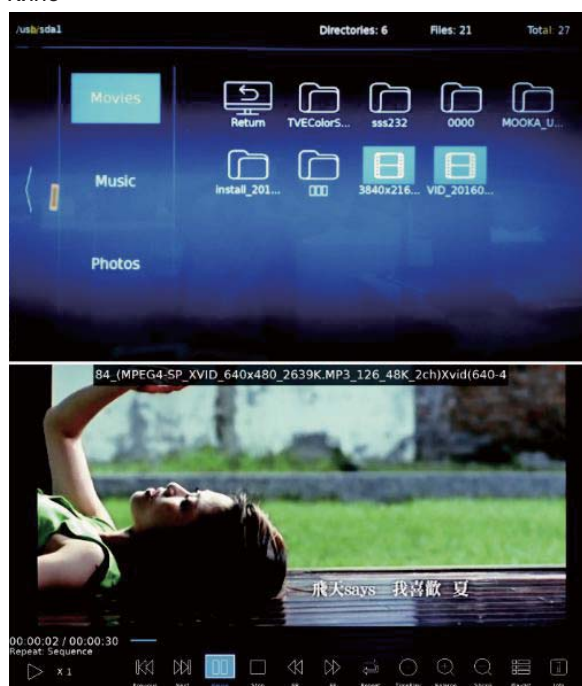 /usb/sda1 Directories: 6 Files: 21 Total: 27
Movies
Return TVEColorS... sss232 0000 MOOKA_U...
Music
install_201... 3840x216... VID_20160...
Photos
84_(MPEG4-SP_XVID_640x480_2639K.MP3_126_48K_2ch)Xvid(640-4
飛天says 我喜歡 夏
00:00:02 / 00:00:30
Repeat: Sequence
X 1